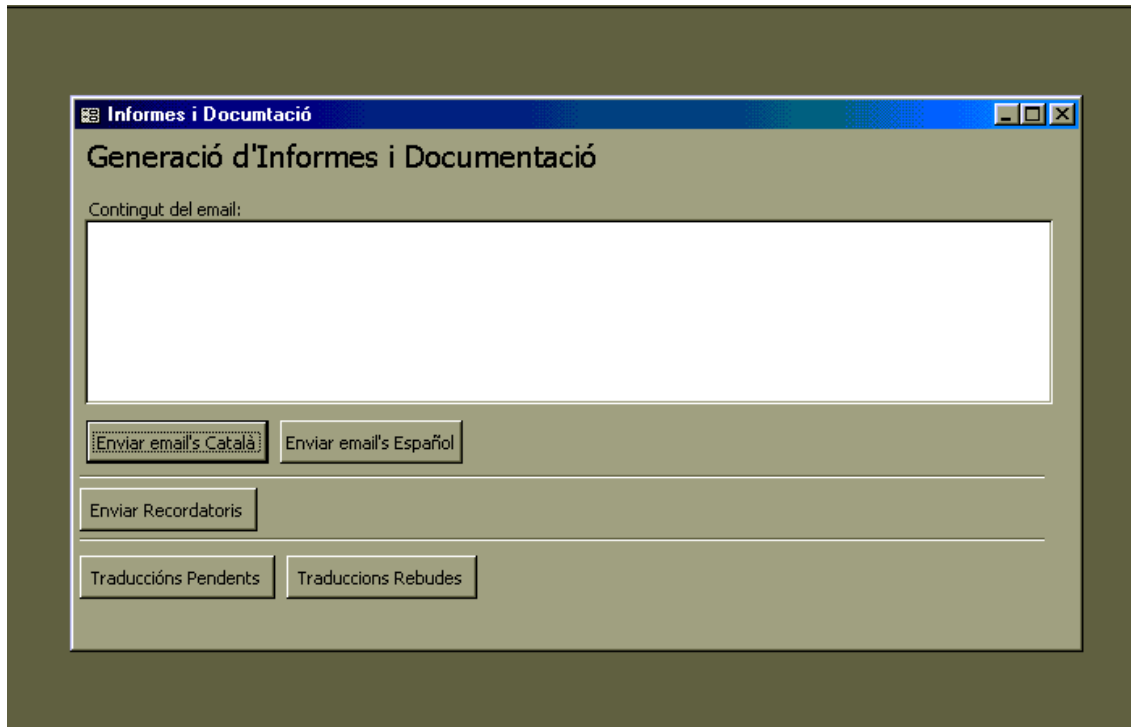 Informes i Documtació
Generació d'Informes i Documentació
Contingut del email:
Enviar email's Català Enviar email's Español
Enviar Recordatoris
Traduccións Pendents Traduccions Rebudes